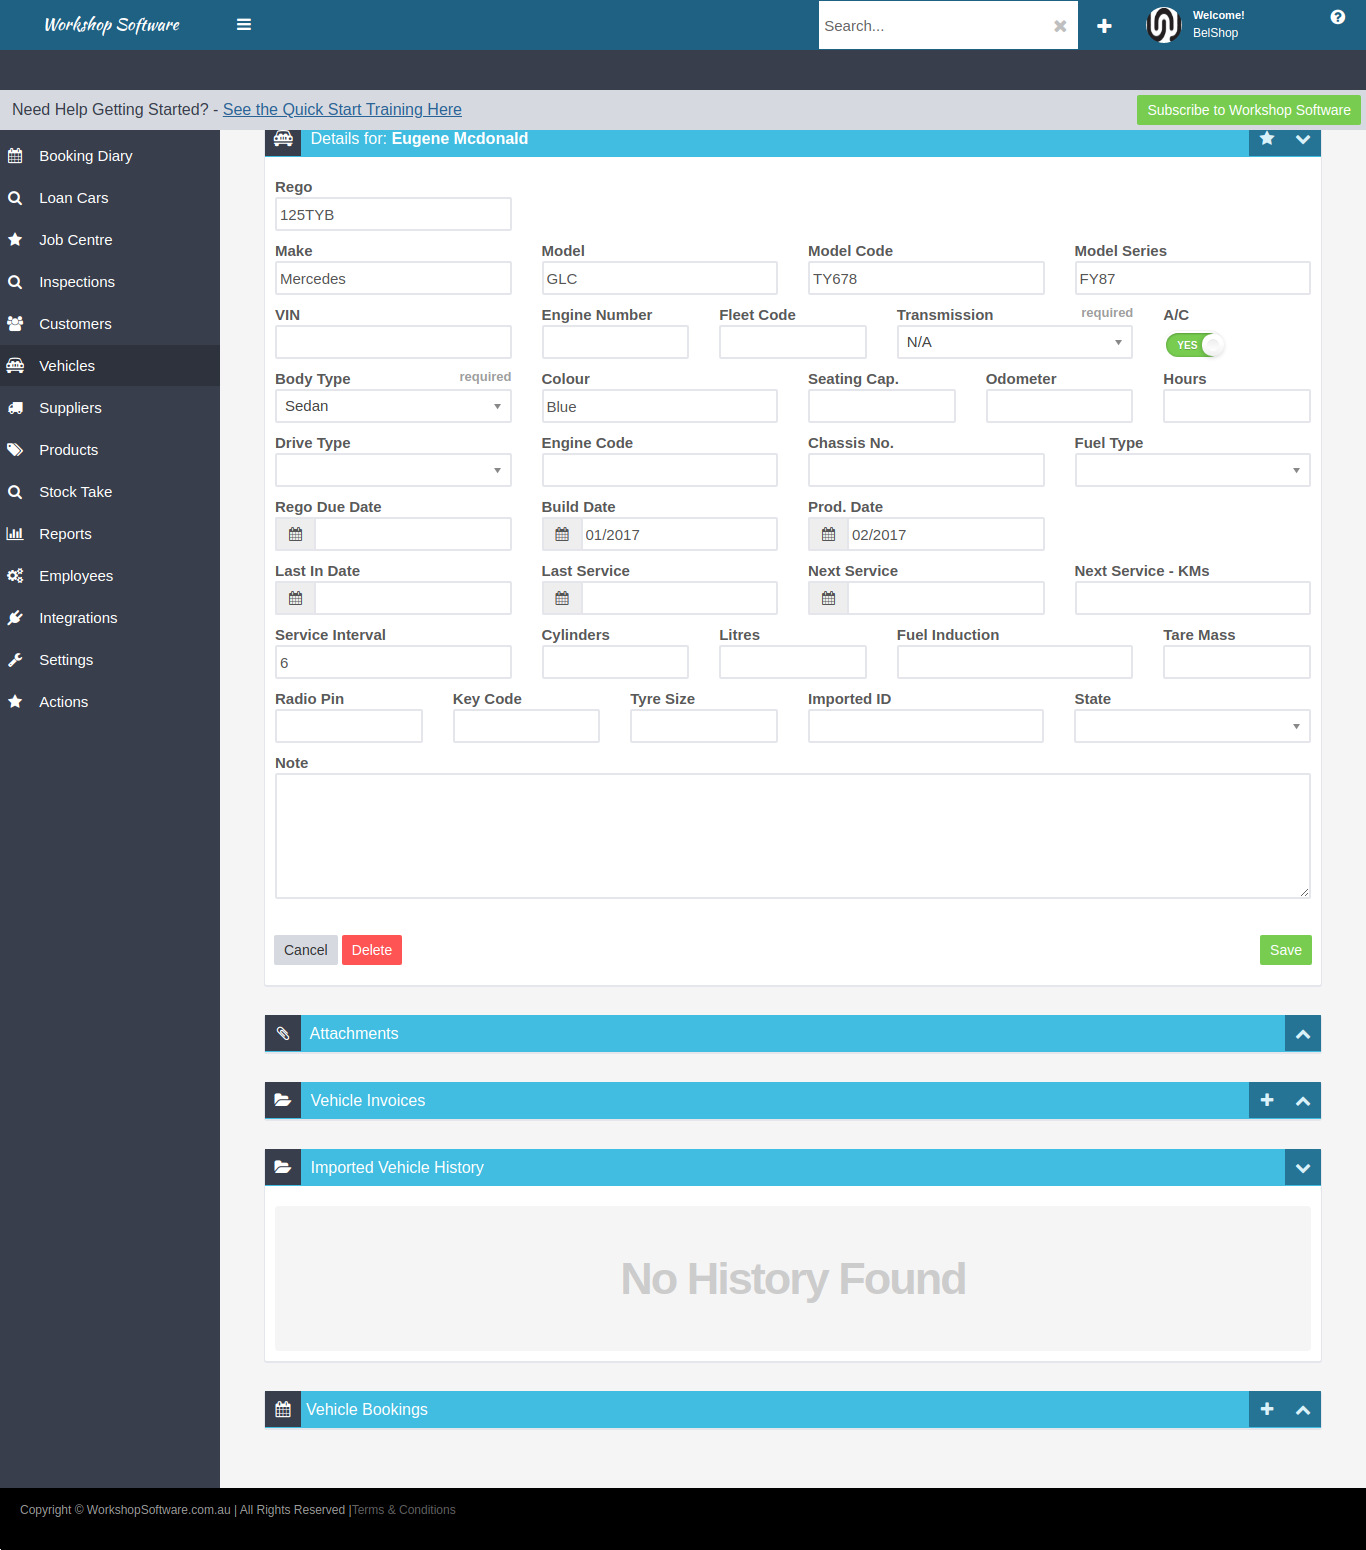 Workshop Software
Search...
Welcome!
BelShop
Need Help Getting Started? - See the Quick Start Training Here
Subscribe to Workshop Software
Booking Diary
Loan Cars
Job Centre
Inspections
Customers
Vehicles
Suppliers
Products
Stock Take
Reports
Employees
Integrations
Settings
Actions
Details for: Eugene Mcdonald
Rego
125TYB
Make Model Model Code Model Series
Mercedes GLC TY678 FY87
VIN Engine Number Fleet Code Transmission required A/C
N/A YES
Body Type required Colour Seating Cap. Odometer Hours
Sedan Blue
Drive Type Engine Code Chassis No. Fuel Type
Rego Due Date Build Date Prod. Date
01/2017 02/2017
Last In Date Last Service Next Service Next Service - KMs
Service Interval Cylinders Litres Fuel Induction Tare Mass
6
Radio Pin Key Code Tyre Size Imported ID State
Note
Cancel Delete Save
Attachments
Vehicle Invoices
Imported Vehicle History
No History Found
Vehicle Bookings
Copyright © WorkshopSoftware.com.au | All Rights Reserved |Terms & Conditions